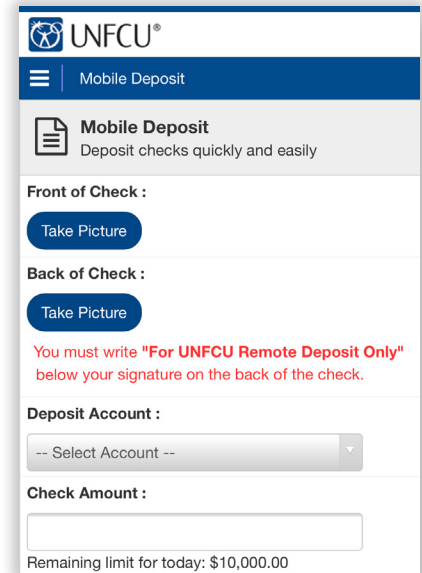 UNFCU®
Mobile Deposit
Mobile Deposit
Deposit checks quickly and easily
Front of Check :
Take Picture
Back of Check :
Take Picture
You must write "For UNFCU Remote Deposit Only"
below your signature on the back of the check.
Deposit Account :
-- Select Account --
Check Amount :
Remaining limit for today: $10,000.00